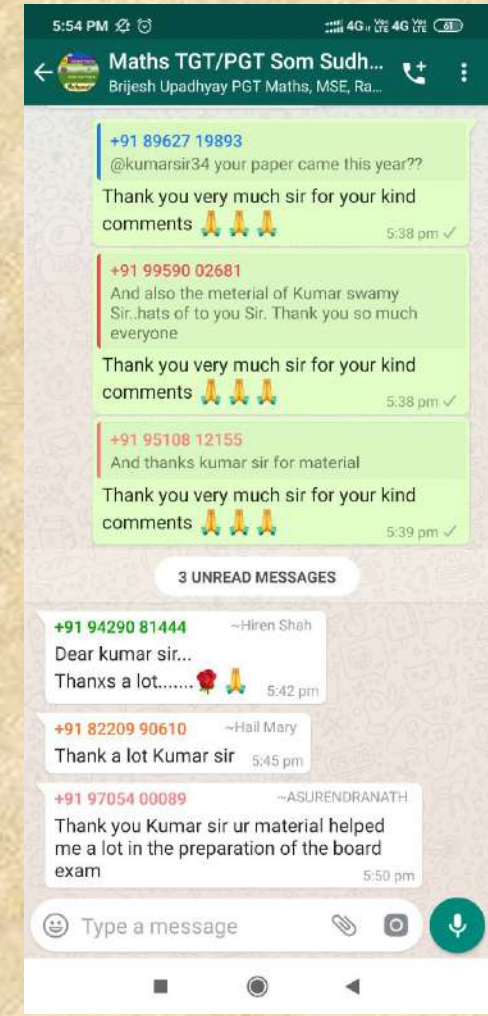 5:54 PM
4G 4G 61
Maths TGT/PGT Som Sudh...
Brijesh Upadhyay PGT Maths, MSE, Ra...
+91 89627 19893
@kumarsir34 your paper came this year??
Thank you very much sir for your kind
comments 🙏 🙏 🙏
5:38 pm ✓
+91 99590 02681
And also the meterial of Kumar swamy
Sir..hats of to you Sir. Thank you so much
everyone
Thank you very much sir for your kind
comments 🙏 🙏 🙏
5:38 pm ✓
+91 95108 12155
And thanks kumar sir for material
Thank you very much sir for your kind
comments 🙏 🙏 🙏
5:39 pm ✓
3 UNREAD MESSAGES
+91 94290 81444 ~Hiren Shah
Dear kumar sir...
Thanxs a lot.......🌹 🙏 5:42 pm
+91 82209 90610 ~Hail Mary
Thank a lot Kumar sir 5:45 pm
+91 97054 00089 ~ASURENDRANATH
Thank you Kumar sir ur material helped
me a lot in the preparation of the board
exam
5:50 pm
Type a message